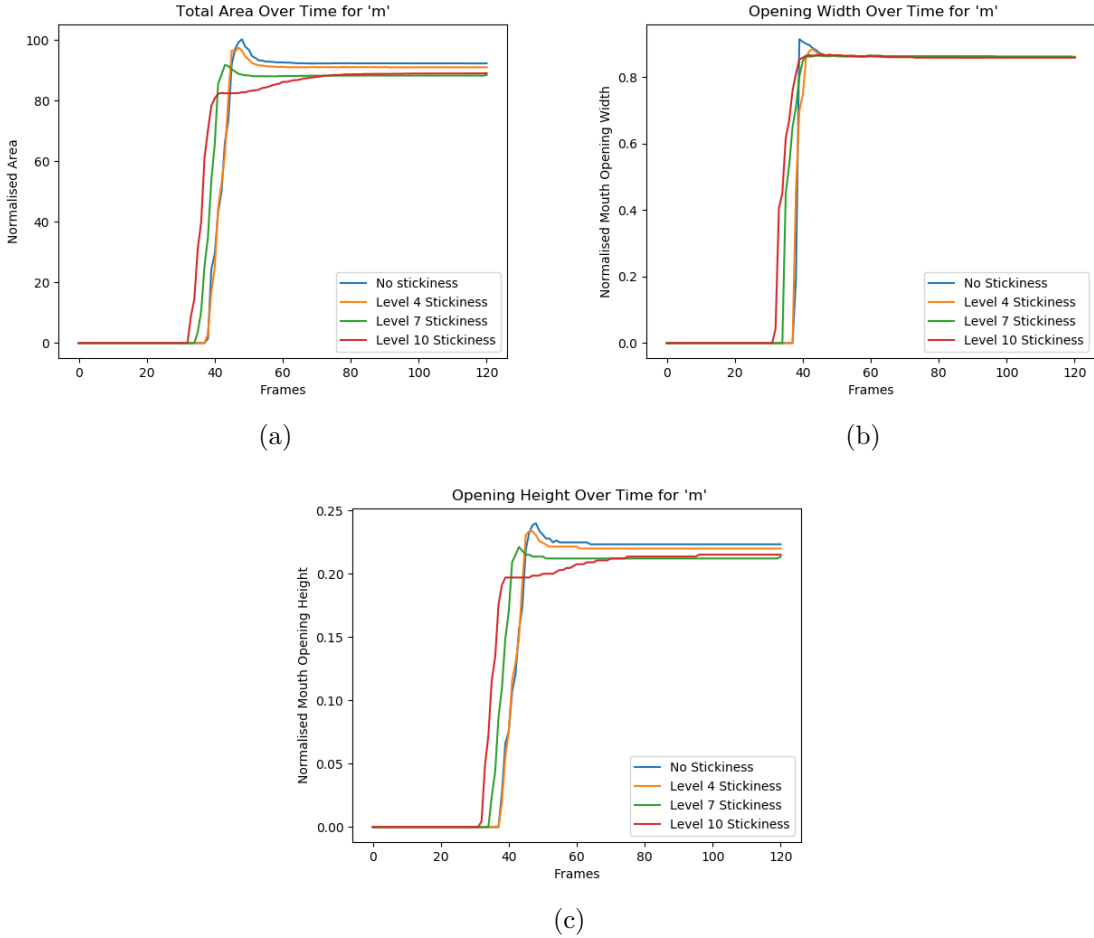 Total Area Over Time for 'm'
Normalised Area
100
80
60
40
20
0
0 20 40 60 80 100 120
Frames
No stickiness
Level 4 Stickiness
Level 7 Stickiness
Level 10 Stickiness
(a)
Opening Width Over Time for 'm'
Normalised Mouth Opening Width
0.8
0.6
0.4
0.2
0.0
0 20 40 60 80 100 120
Frames
No Stickiness
Level 4 Stickiness
Level 7 Stickiness
Level 10 Stickiness
(b)
Opening Height Over Time for 'm'
Normalised Mouth Opening Height
0.25
0.20
0.15
0.10
0.05
0.00
0 20 40 60 80 100 120
Frames
No Stickiness
Level 4 Stickiness
Level 7 Stickiness
Level 10 Stickiness
(c)